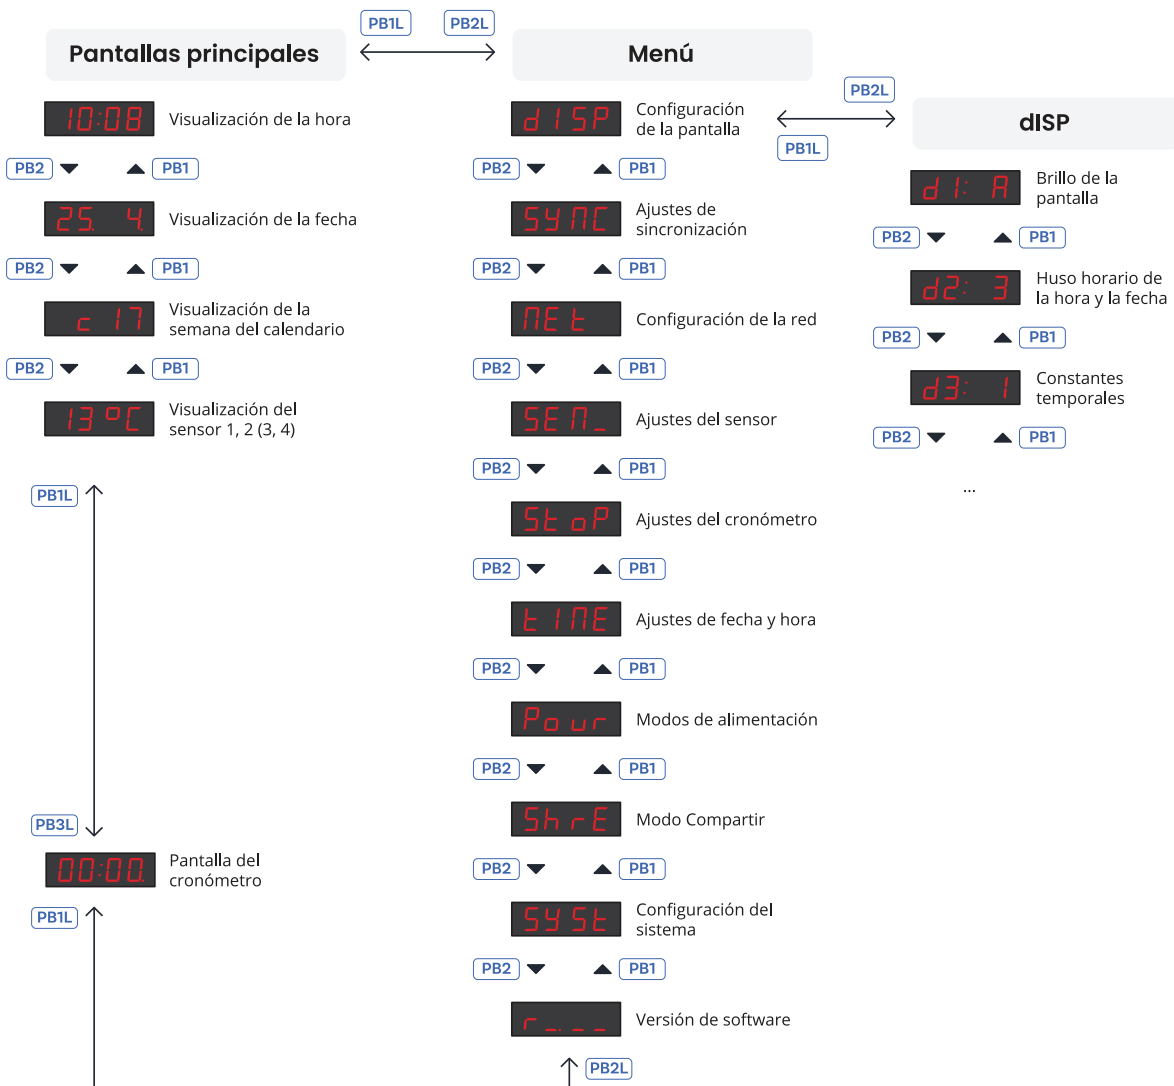 PB1L PB2L
Pantallas principales
10:08
Visualización de la hora
PB2 PB1
25. 4.
Visualización de la fecha
PB2 PB1
c 17
Visualización de la
semana del calendario
PB2 PB1
13 °C
Visualización del
sensor 1, 2 (3, 4)
PB1L
PB3L
00:00.
Pantalla del
cronómetro
PB1L
Menú
dISP
Configuración
de la pantalla
PB2 PB1
SYNC
Ajustes de
sincronización
PB2 PB1
NEt
Configuración de la red
PB2 PB1
SEN_
Ajustes del sensor
PB2 PB1
StoP
Ajustes del cronómetro
PB2 PB1
tIME
Ajustes de fecha y hora
PB2 PB1
Pour
Modos de alimentación
PB2 PB1
ShrE
Modo Compartir
PB2 PB1
SYSt
Configuración del
sistema
PB2 PB1
r _._ _
Versión de software
PB2L
PB2L
PB1L
dISP
d1: A
Brillo de la
pantalla
PB2 PB1
d2: 3
Huso horario de
la hora y la fecha
PB2 PB1
d3: 1
Constantes
temporales
PB2 PB1
...